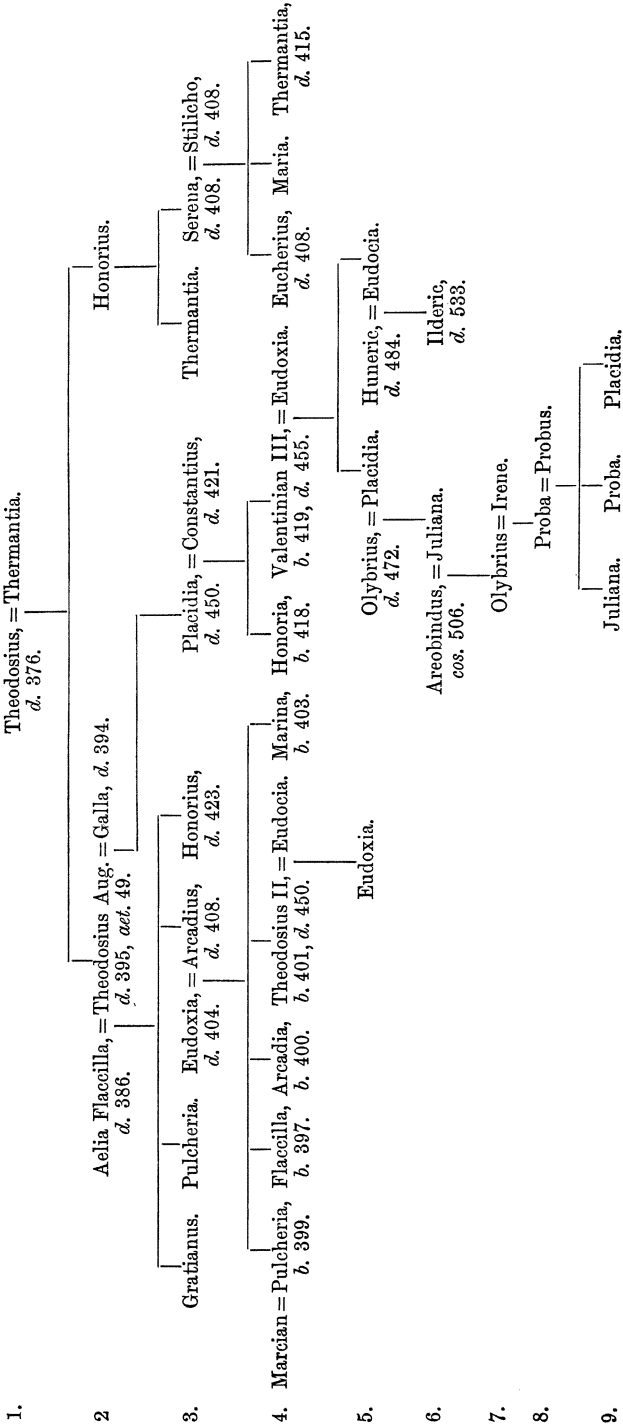 1.
Theodosius, = Thermantia.
d. 376.
2
Aelia Flaccilla, = Theodosius Aug. = Galla, d. 394.
d. 386.
d. 395, aet. 49.
Honorius.
3.
Gratianus.
Pulcheria.
Eudoxia, = Arcadius,
d. 404.
d. 408.
Honorius,
d. 423.
Placidia, = Constantius,
d. 450.
d. 421.
Thermantia.
Serena, = Stilicho,
d. 408.
d. 408.
4.
Marcian = Pulcheria,
b. 399.
Flaccilla,
b. 397.
Arcadia,
b. 400.
Theodosius II, = Eudocia.
b. 401, d. 450.
Marina,
b. 403.
Honoria,
b. 418.
Valentinian III, = Eudoxia.
b. 419, d. 455.
Eucherius,
d. 408.
Maria.
Thermantia,
d. 415.
5.
Eudoxia.
Olybrius, = Placidia.
d. 472.
Huneric, = Eudocia.
d. 484.
6.
Areobindus, = Juliana.
cos. 506.
Ilderic,
d. 533.
7.
Olybrius = Irene.
8.
Proba = Probus.
9.
Juliana.
Proba.
Placidia.